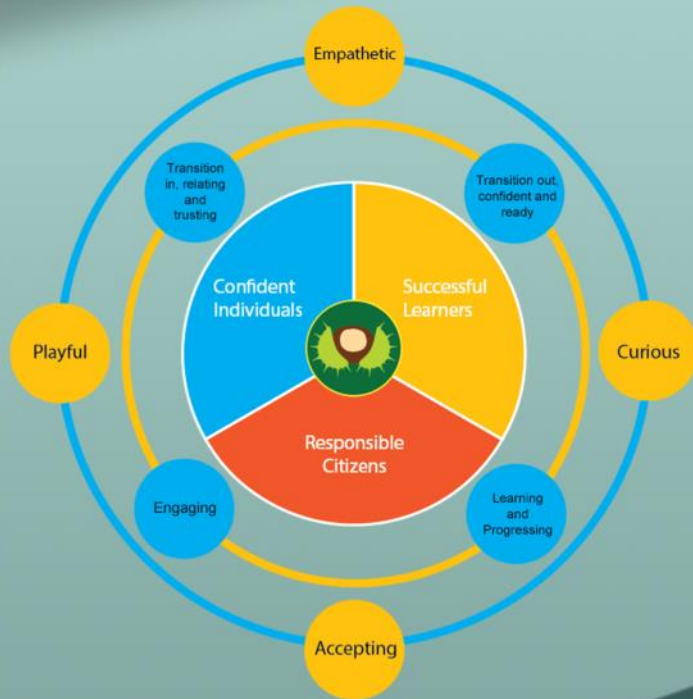 Empathetic
Transition
in, relating
and
trusting
Transition out,
confident and
ready
Confident
Individuals
Successful
Learners
Playful
Curious
Responsible
Citizens
Engaging
Learning
and
Progressing
Accepting